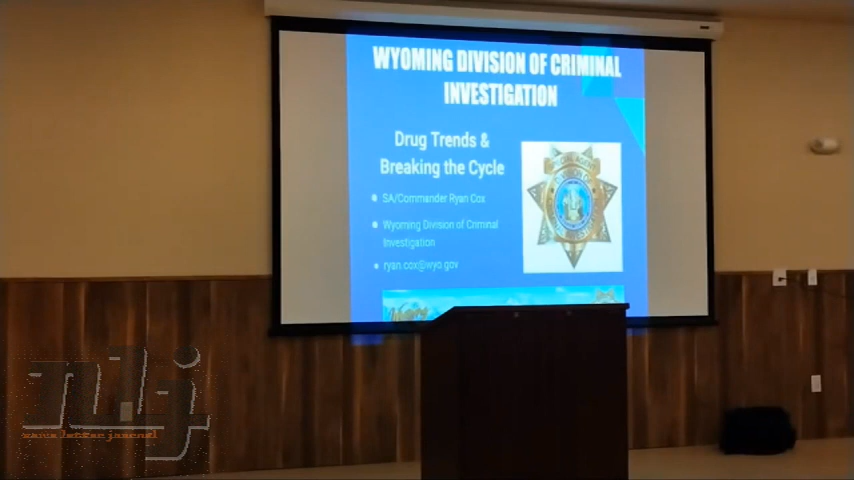 WYOMING DIVISION OF CRIMINAL
INVESTIGATION
Drug Trends &
Breaking the Cycle
SA/Commander Ryan Cox
Wyoming Division of Criminal
Investigation
ryan.cox@wyo.gov
nlj